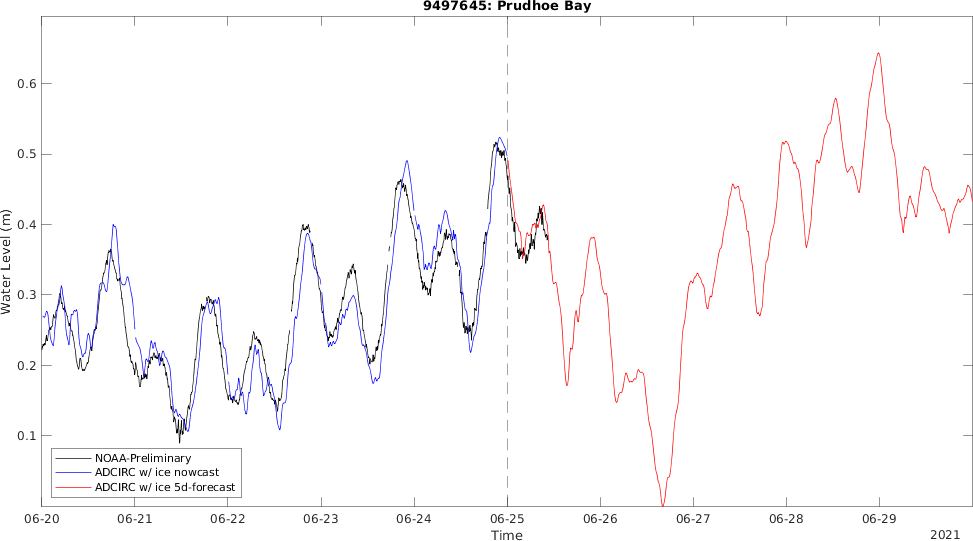 9497645: Prudhoe Bay
Water Level (m)
0.6
0.5
0.4
0.3
0.2
0.1
NOAA-Preliminary
ADCIRC w/ ice nowcast
ADCIRC w/ ice 5d-forecast
06-20 06-21 06-22 06-23 06-24 06-25 06-26 06-27 06-28 06-29
Time
2021